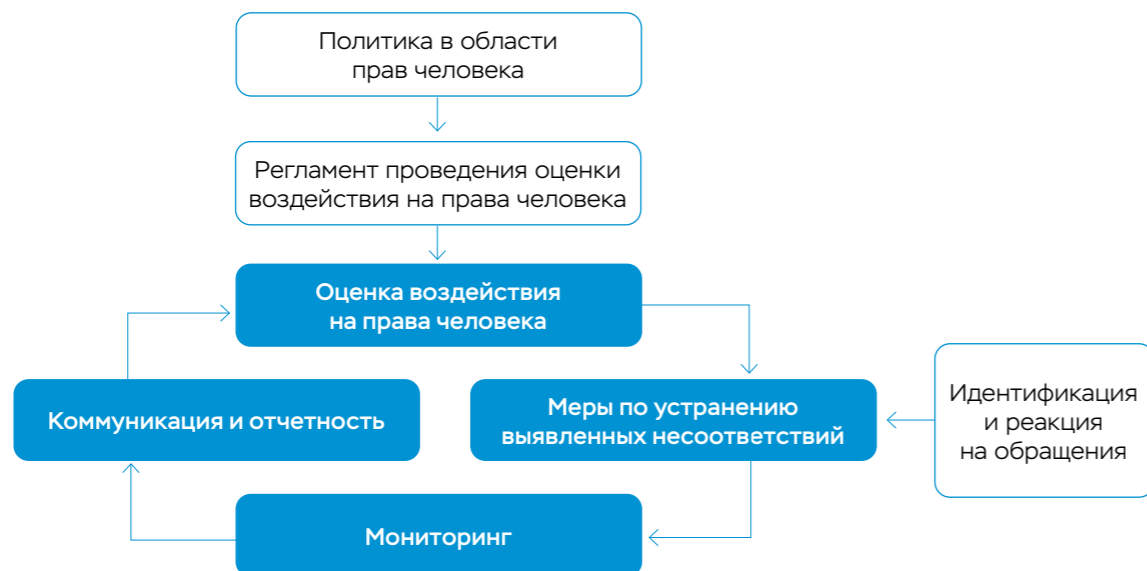 Политика в области
прав человека
Регламент проведения оценки
воздействия на права человека
Оценка воздействия
на права человека
Коммуникация и отчетность
Меры по устранению
выявленных несоответствий
Идентификация
и реакция
на обращения
Мониторинг